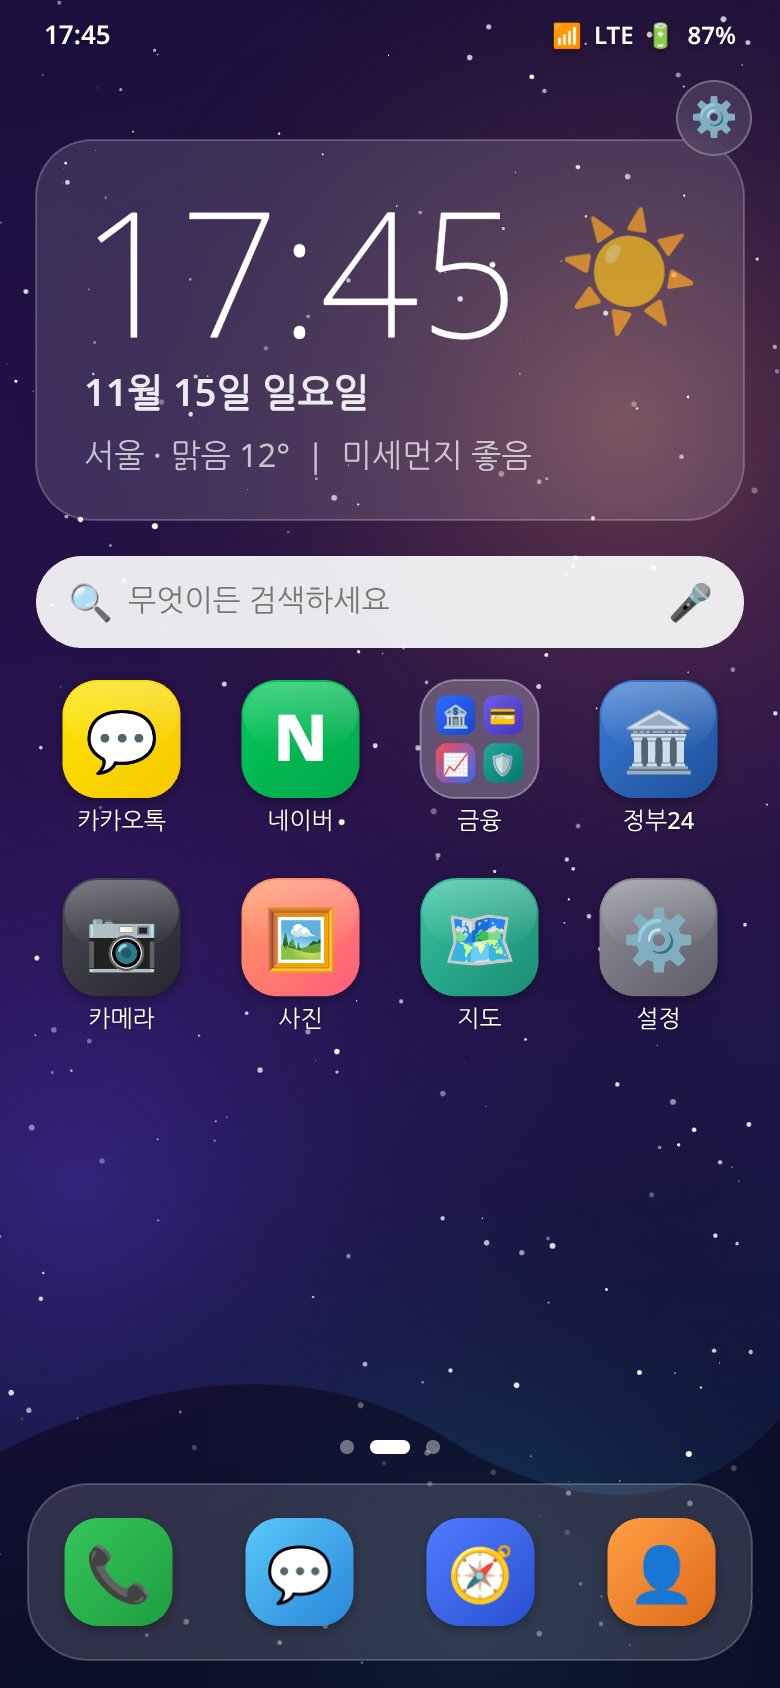 17:45
LTE 87%
17:45
11월 15일 일요일
서울 · 맑음 12° | 미세먼지 좋음
무엇이든 검색하세요
N
카카오톡 네이버 금융 정부24
카메라 사진 지도 설정